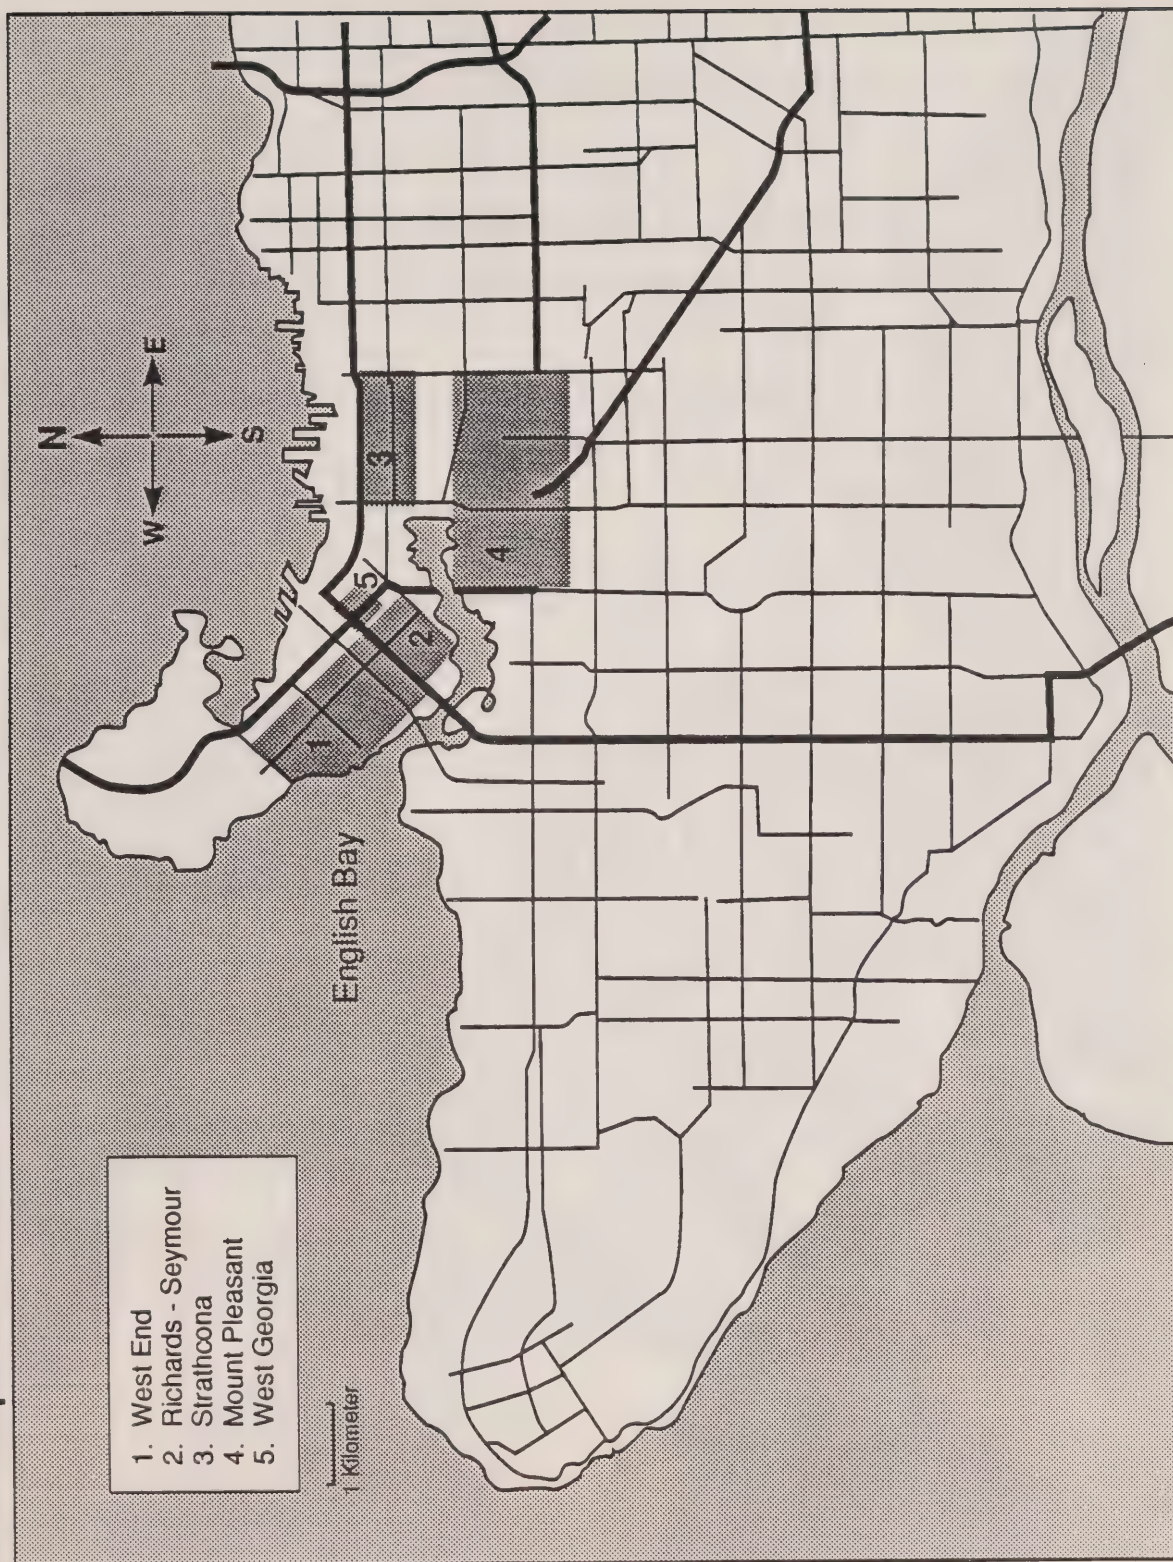 N
W
E
S
1. West End
2. Richards - Seymour
3. Strathcona
4. Mount Pleasant
5. West Georgia
1 Kilometer
English Bay
1
2
3
4
5